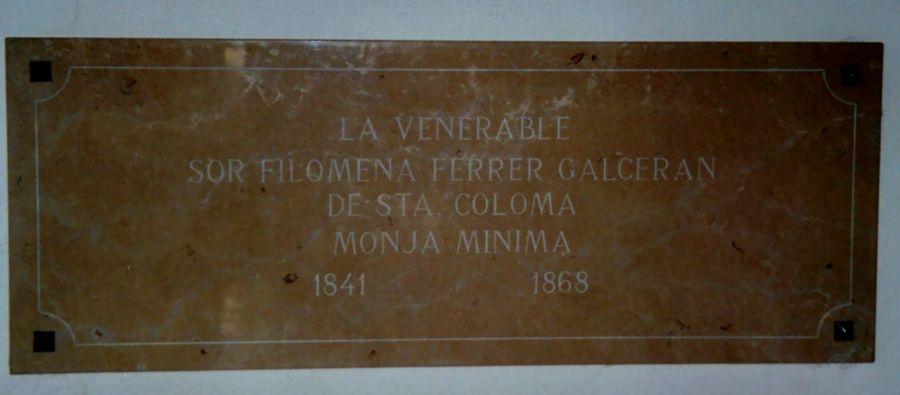 LA VENERABLE
SOR FILOMENA FERRER GALCERAN
DE STA. COLOMA
MONJA MINIMA
1841 1868